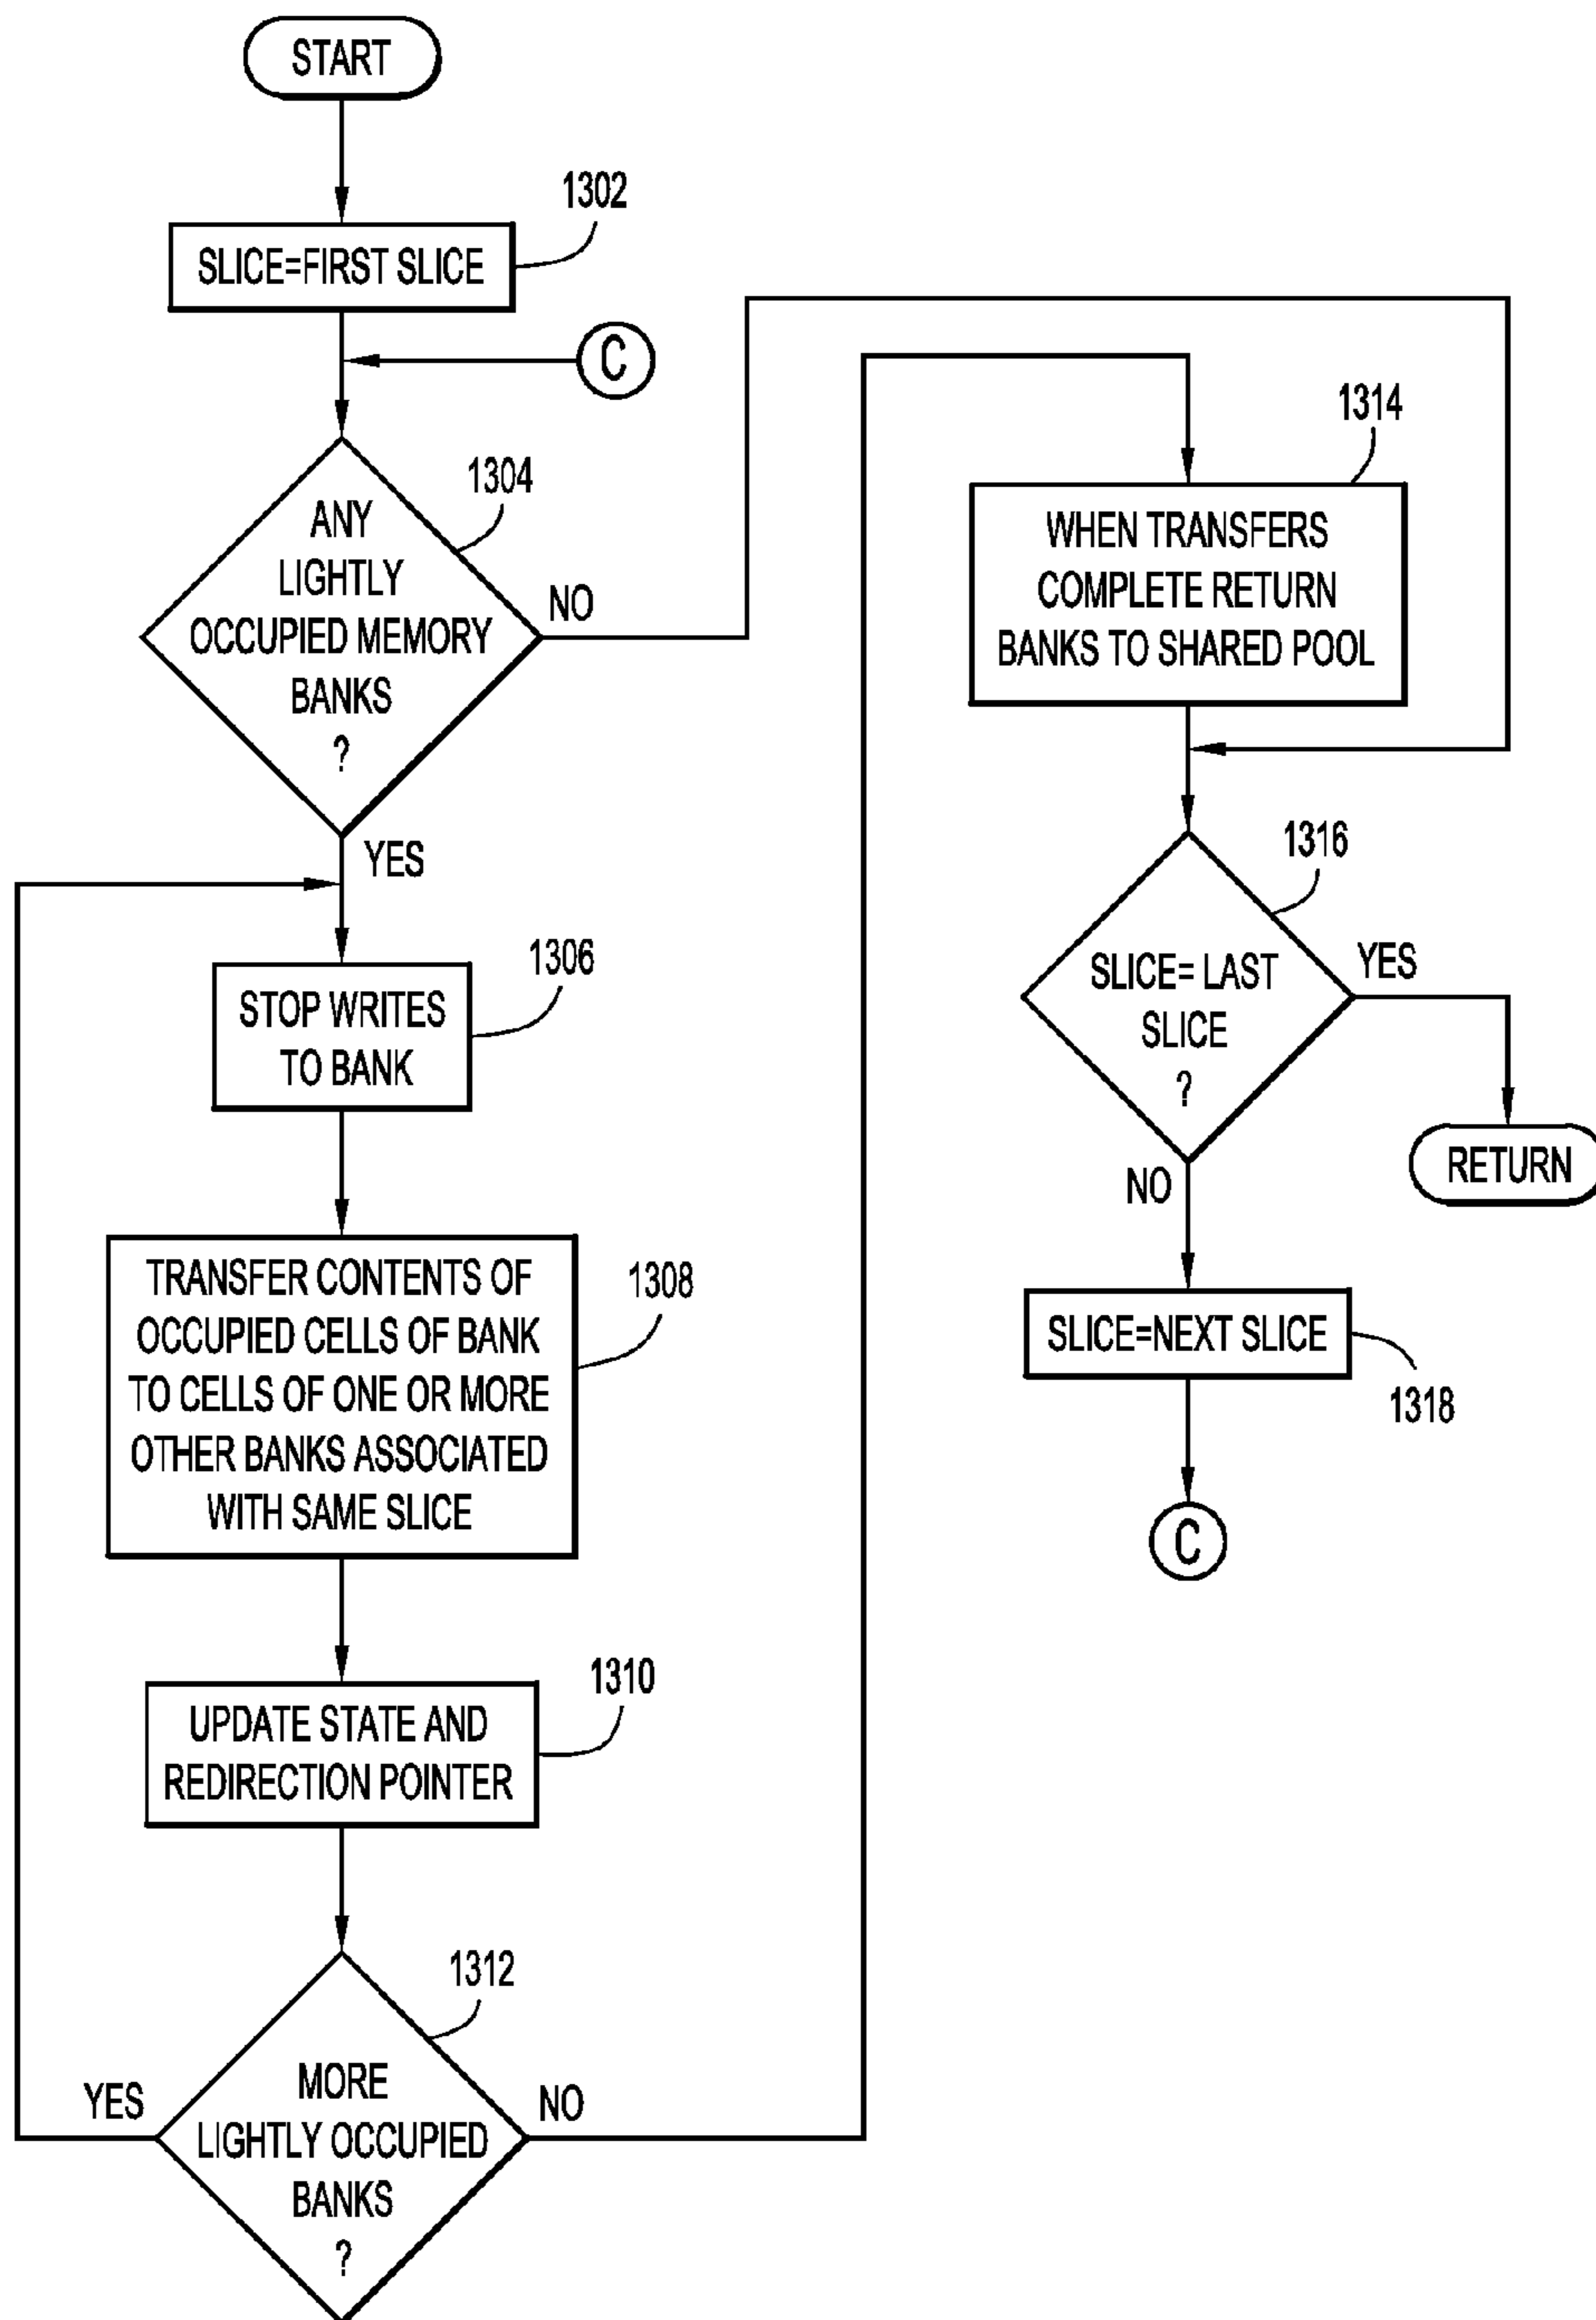 START
1302
SLICE=FIRST SLICE
C
1304
ANY
LIGHTLY
OCCUPIED MEMORY
BANKS
?
NO
YES
1306
STOP WRITES
TO BANK
TRANSFER CONTENTS OF
OCCUPIED CELLS OF BANK
TO CELLS OF ONE OR MORE
OTHER BANKS ASSOCIATED
WITH SAME SLICE
1308
1310
UPDATE STATE AND
REDIRECTION POINTER
1312
MORE
LIGHTLY OCCUPIED
BANKS
?
YES
NO
1314
WHEN TRANSFERS
COMPLETE RETURN
BANKS TO SHARED POOL
1316
SLICE= LAST
SLICE
?
YES
RETURN
NO
SLICE=NEXT SLICE
1318
C